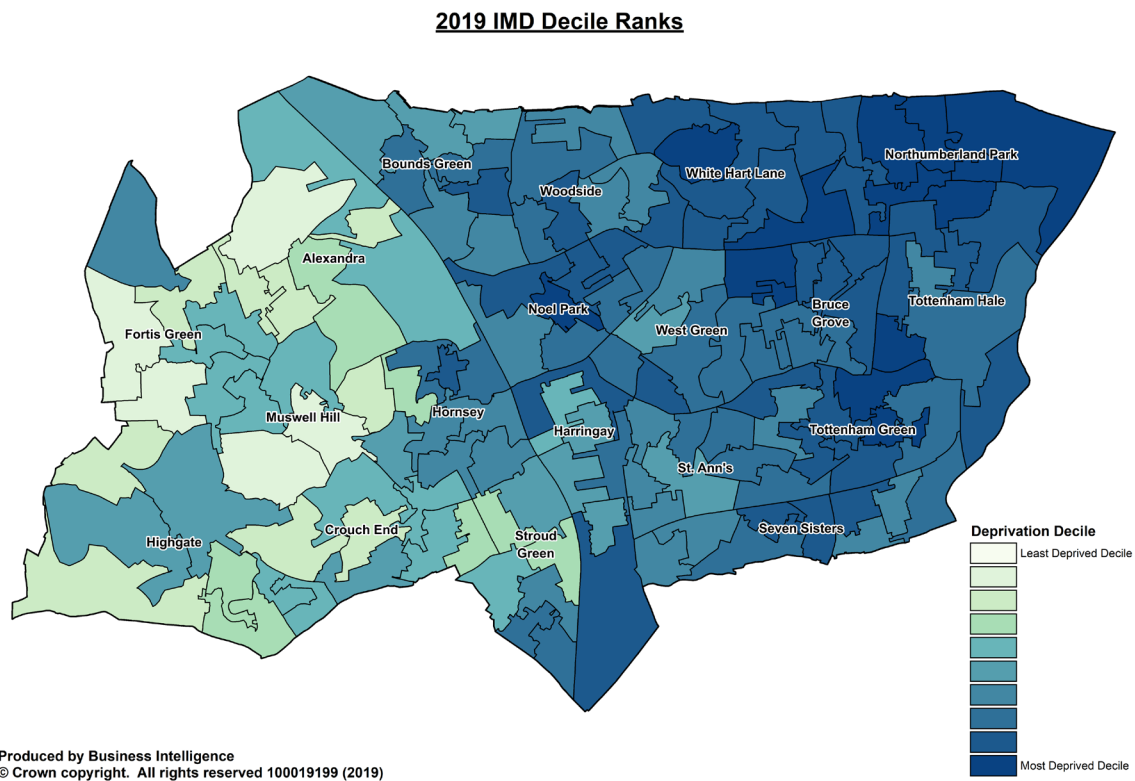 2019 IMD Decile Ranks
Northumberland Park
Bounds Green
White Hart Lane
Woodside
Alexandra
Tottenham Hale
Bruce
Grove
Noel Park
West Green
Fortis Green
Hornsey
Muswell Hill
Harringay
Tottenham Green
St. Ann's
Crouch End
Seven Sisters
Stroud
Green
Highgate
Deprivation Decile
Least Deprived Decile
Most Deprived Decile
Produced by Business Intelligence
© Crown copyright. All rights reserved 100019199 (2019)